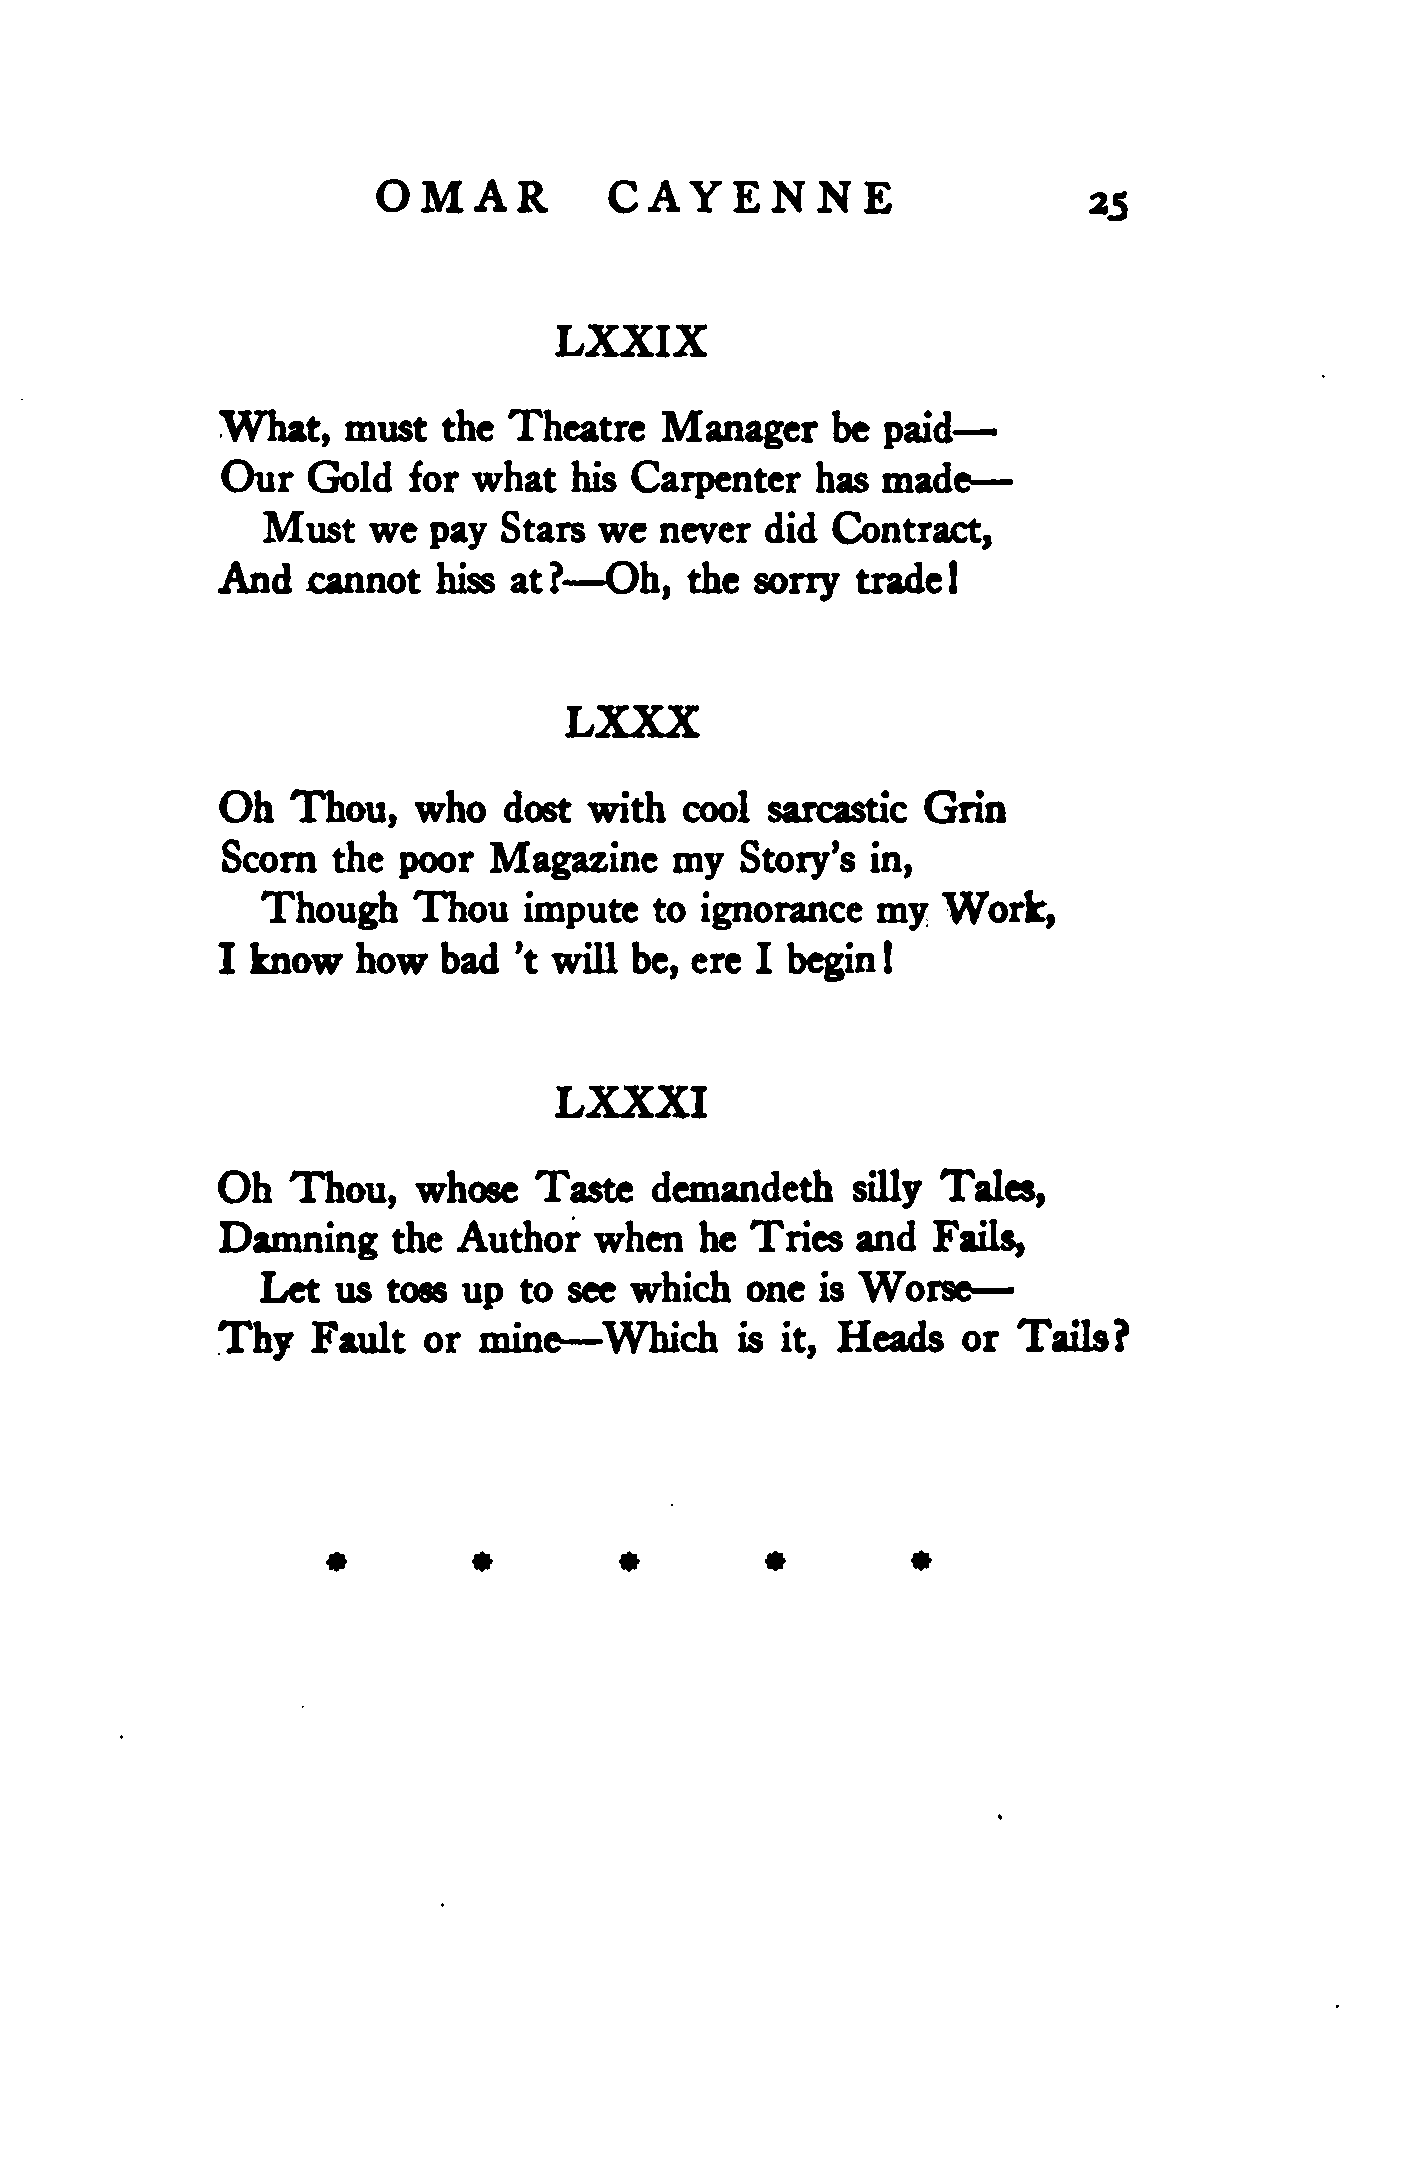 OMAR CAYENNE 25
LXXIX
What, must the Theatre Manager be paid—
Our Gold for what his Carpenter has made—
Must we pay Stars we never did Contract,
And cannot hiss at?—Oh, the sorry trade!
LXXX
Oh Thou, who dost with cool sarcastic Grin
Scorn the poor Magazine my Story's in,
Though Thou impute to ignorance my Work,
I know how bad 't will be, ere I begin!
LXXXI
Oh Thou, whose Taste demandeth silly Tales,
Damning the Author when he Tries and Fails,
Let us toss up to see which one is Worse—
Thy Fault or mine—Which is it, Heads or Tails?
* * * * *